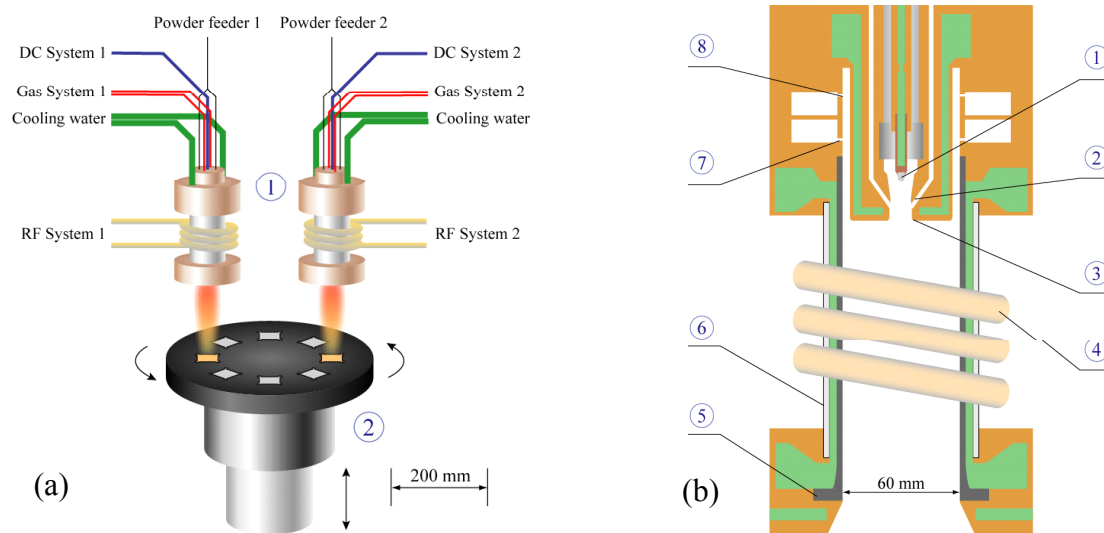 Powder feeder 1
Powder feeder 2
DC System 1
DC System 2
Gas System 1
Gas System 2
Cooling water
Cooling water
①
RF System 1
RF System 2
②
200 mm
(a)
⑧
①
②
⑦
③
⑥
④
⑤
60 mm
(b)